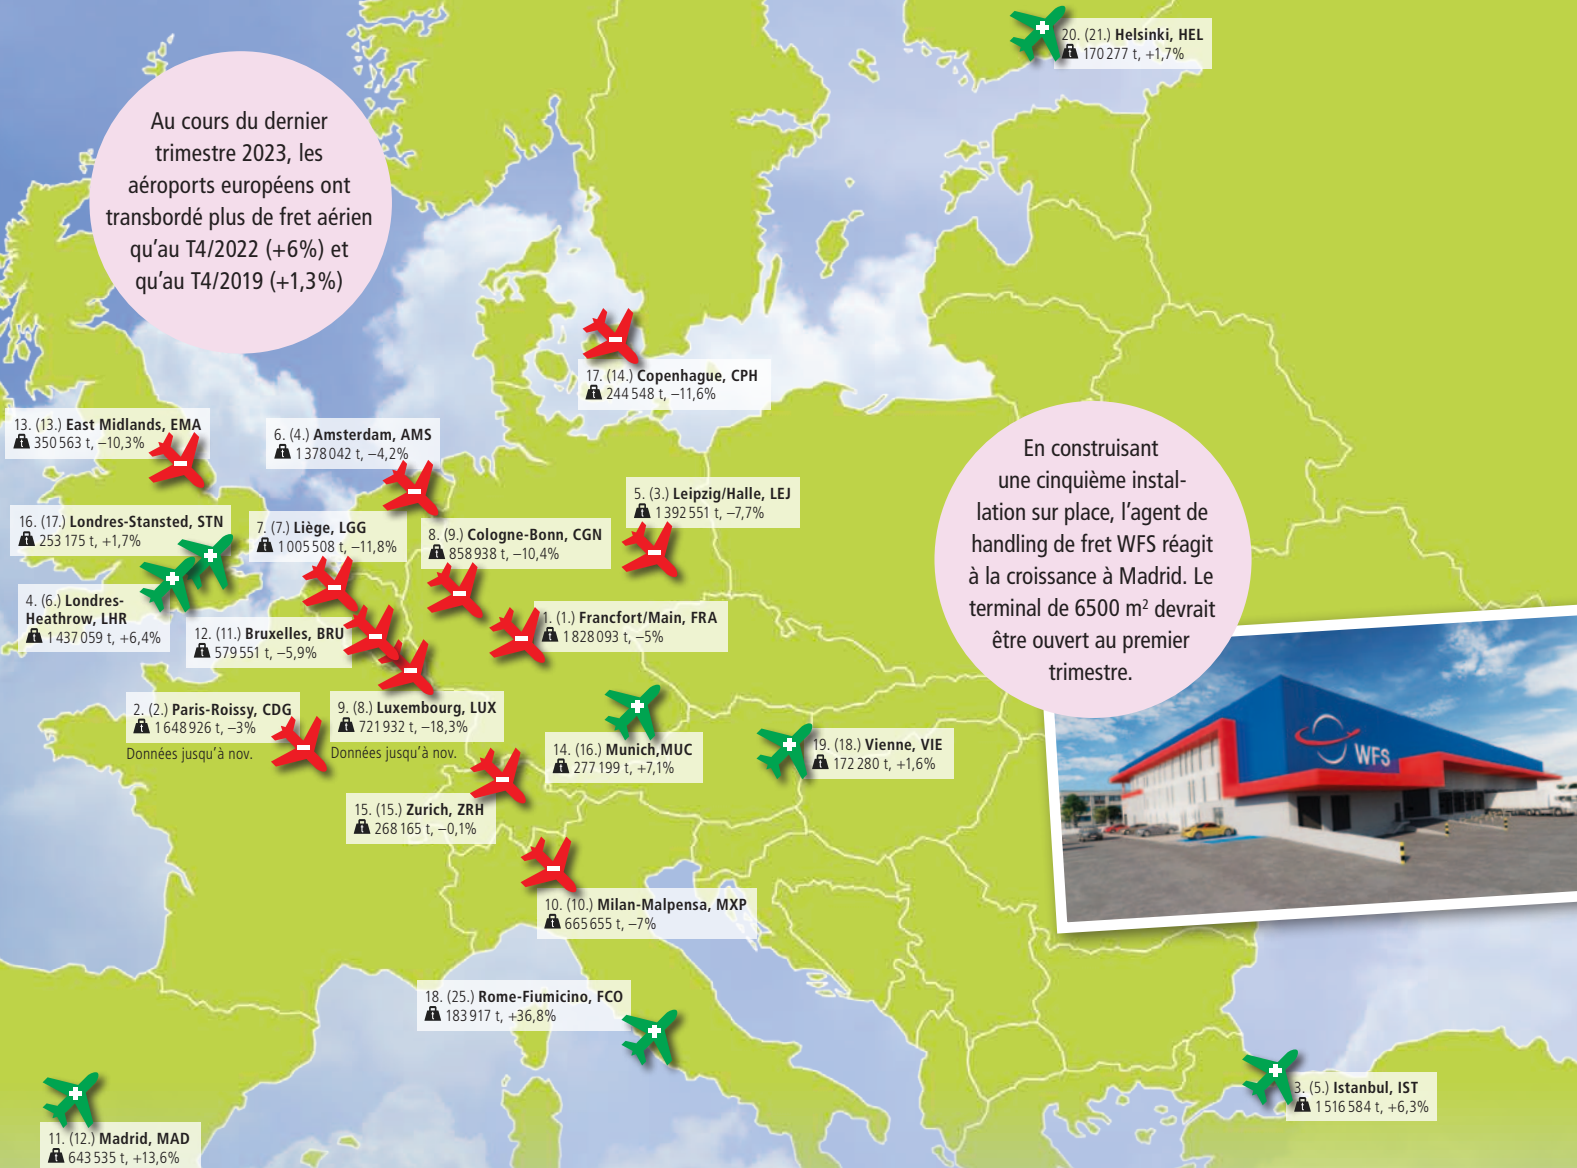 20. (21.) Helsinki, HEL
170 277 t, +1,7%
Au cours du dernier
trimestre 2023, les
aéroports européens ont
transbordé plus de fret aérien
qu’au T4/2022 (+6%) et
qu’au T4/2019 (+1,3%)
17. (14.) Copenhague, CPH
244 548 t, –11,6%
13. (13.) East Midlands, EMA
350 563 t, –10,3%
6. (4.) Amsterdam, AMS
1 378 042 t, –4,2%
En construisant
une cinquième instal-
lation sur place, l’agent de
handling de fret WFS réagit
à la croissance à Madrid. Le
terminal de 6500 m² devrait
être ouvert au premier
trimestre.
5. (3.) Leipzig/Halle, LEJ
1 392 551 t, –7,7%
16. (17.) Londres-Stansted, STN
253 175 t, +1,7%
7. (7.) Liège, LGG
1 005 508 t, –11,8%
8. (9.) Cologne-Bonn, CGN
858 938 t, –10,4%
4. (6.) Londres-
Heathrow, LHR
1 437 059 t, +6,4%
12. (11.) Bruxelles, BRU
579 551 t, –5,9%
1. (1.) Francfort/Main, FRA
1 828 093 t, –5%
2. (2.) Paris-Roissy, CDG
1 648 926 t, –3%
Données jusqu’à nov.
9. (8.) Luxembourg, LUX
721 932 t, –18,3%
Données jusqu’à nov.
14. (16.) Munich,MUC
277 199 t, +7,1%
19. (18.) Vienne, VIE
172 280 t, +1,6%
WFS
15. (15.) Zurich, ZRH
268 165 t, –0,1%
10. (10.) Milan-Malpensa, MXP
665 655 t, –7%
18. (25.) Rome-Fiumicino, FCO
183 917 t, +36,8%
3. (5.) Istanbul, IST
1 516 584 t, +6,3%
11. (12.) Madrid, MAD
643 535 t, +13,6%